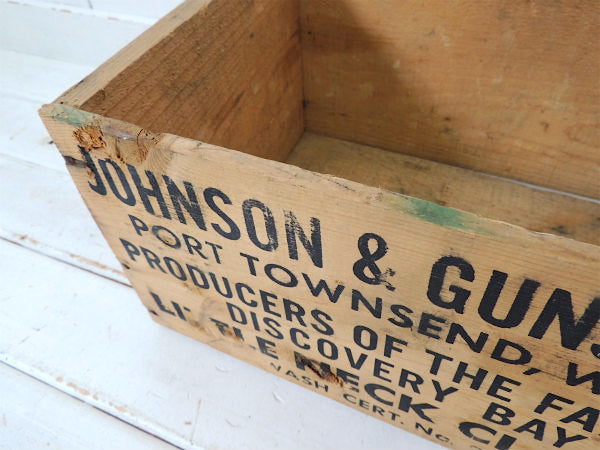 JOHNSON & GUN
PORT TOWNSEND, W
PRODUCERS OF THE FA
DISCOVERY BAY
LITTLE NECK CL
WASH CERT. No.